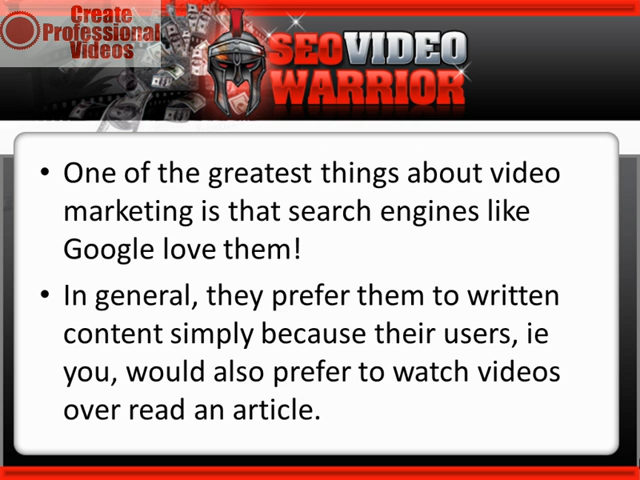 Create
Professional
Videos
SEOVIDEO
WARRIOR
• One of the greatest things about video
marketing is that search engines like
Google love them!
• In general, they prefer them to written
content simply because their users, ie
you, would also prefer to watch videos
over read an article.